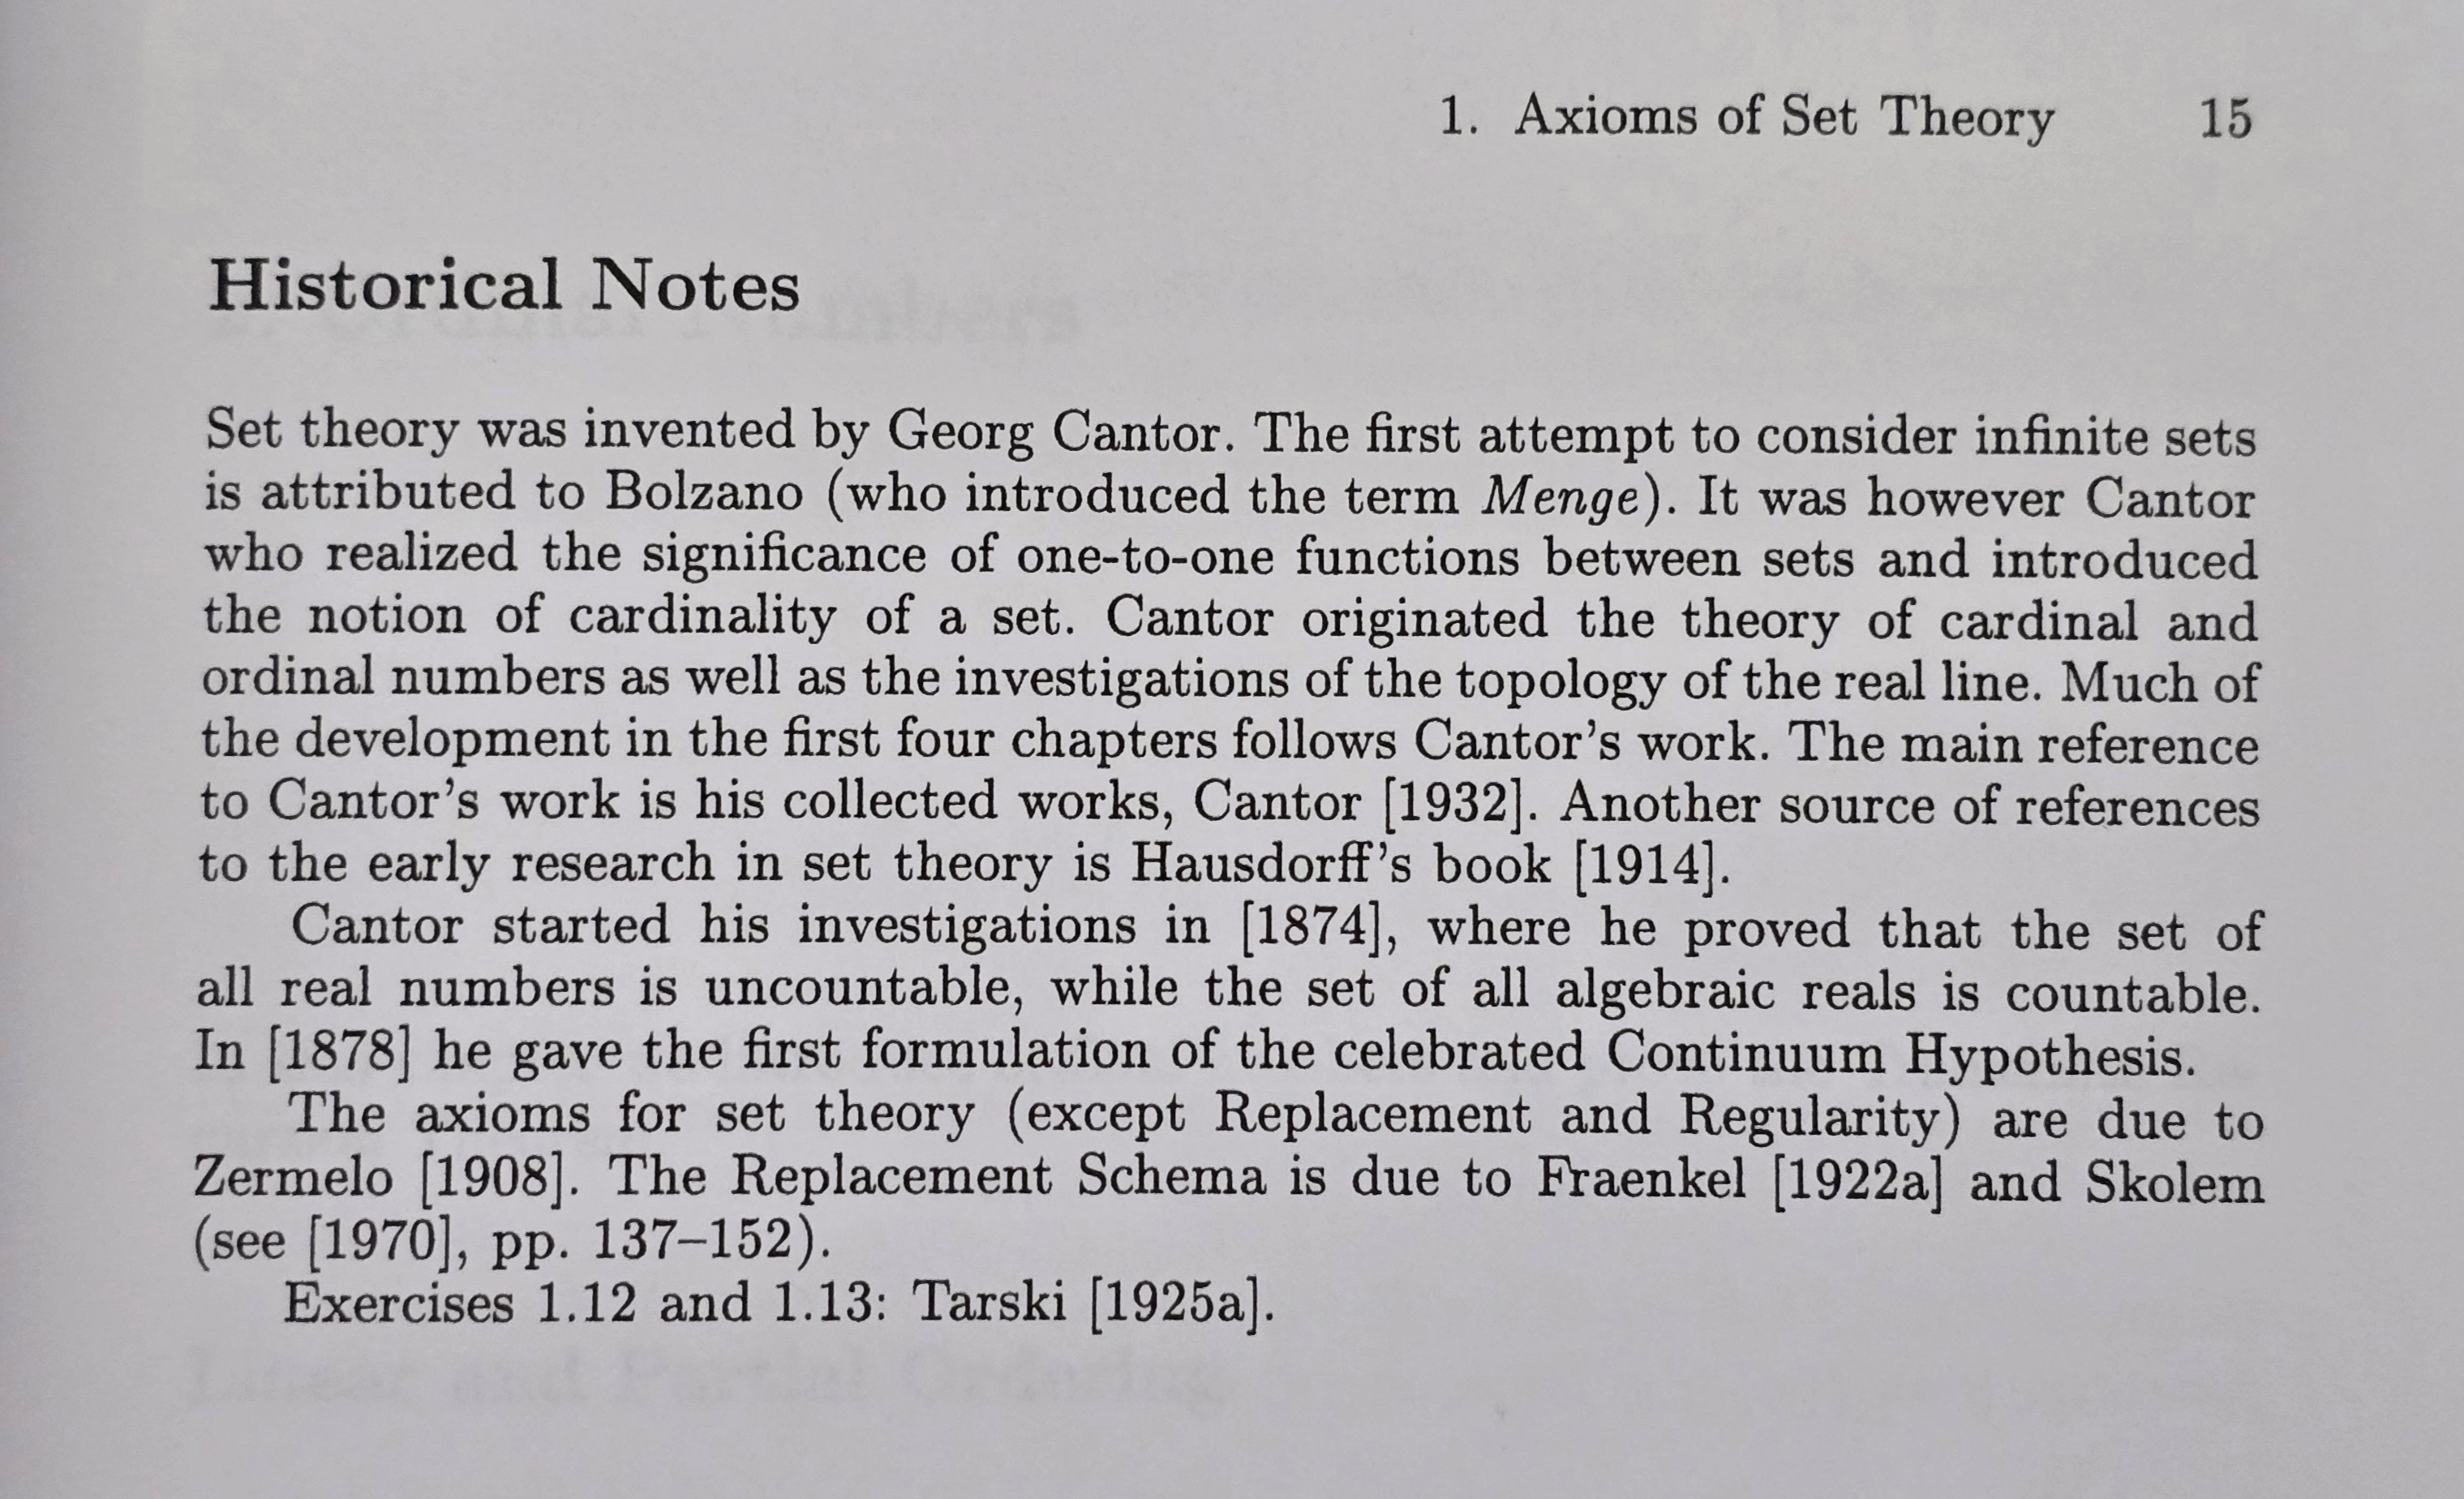 1. Axioms of Set Theory 15
Historical Notes
Set theory was invented by Georg Cantor. The first attempt to consider infinite sets
is attributed to Bolzano (who introduced the term Menge). It was however Cantor
who realized the significance of one-to-one functions between sets and introduced
the notion of cardinality of a set. Cantor originated the theory of cardinal and
ordinal numbers as well as the investigations of the topology of the real line. Much of
the development in the first four chapters follows Cantor's work. The main reference
to Cantor's work is his collected works, Cantor [1932]. Another source of references
to the early research in set theory is Hausdorff's book [1914].
Cantor started his investigations in [1874], where he proved that the set of
all real numbers is uncountable, while the set of all algebraic reals is countable.
In [1878] he gave the first formulation of the celebrated Continuum Hypothesis.
The axioms for set theory (except Replacement and Regularity) are due to
Zermelo [1908]. The Replacement Schema is due to Fraenkel [1922a] and Skolem
(see [1970], pp. 137–152).
Exercises 1.12 and 1.13: Tarski [1925a].